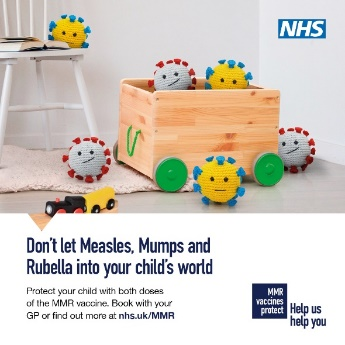 NHS
Don't let Measles, Mumps and
Rubella into your child's world
Protect your child with both doses
of the MMR vaccine. Book with your
GP or find out more at nhs.uk/MMR
MMR
vaccines
protect
Help us
help you